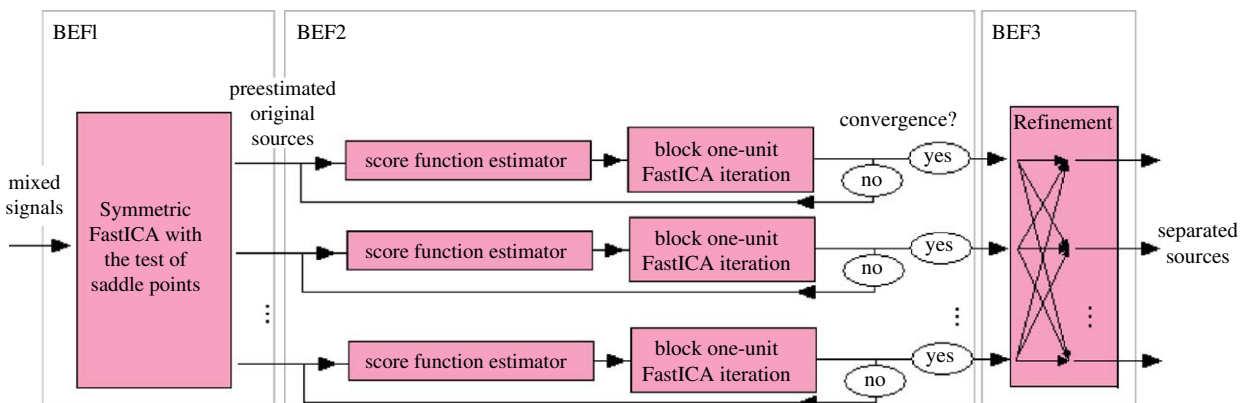 BEF1
BEF2
BEF3
mixed
signals
Symmetric
FastICA with
the test of
saddle points
preestimated
original
sources
...
score function estimator
block one-unit
FastICA iteration
convergence?
yes
no
score function estimator
block one-unit
FastICA iteration
yes
no
...
score function estimator
block one-unit
FastICA iteration
yes
no
Refinement
...
separated
sources